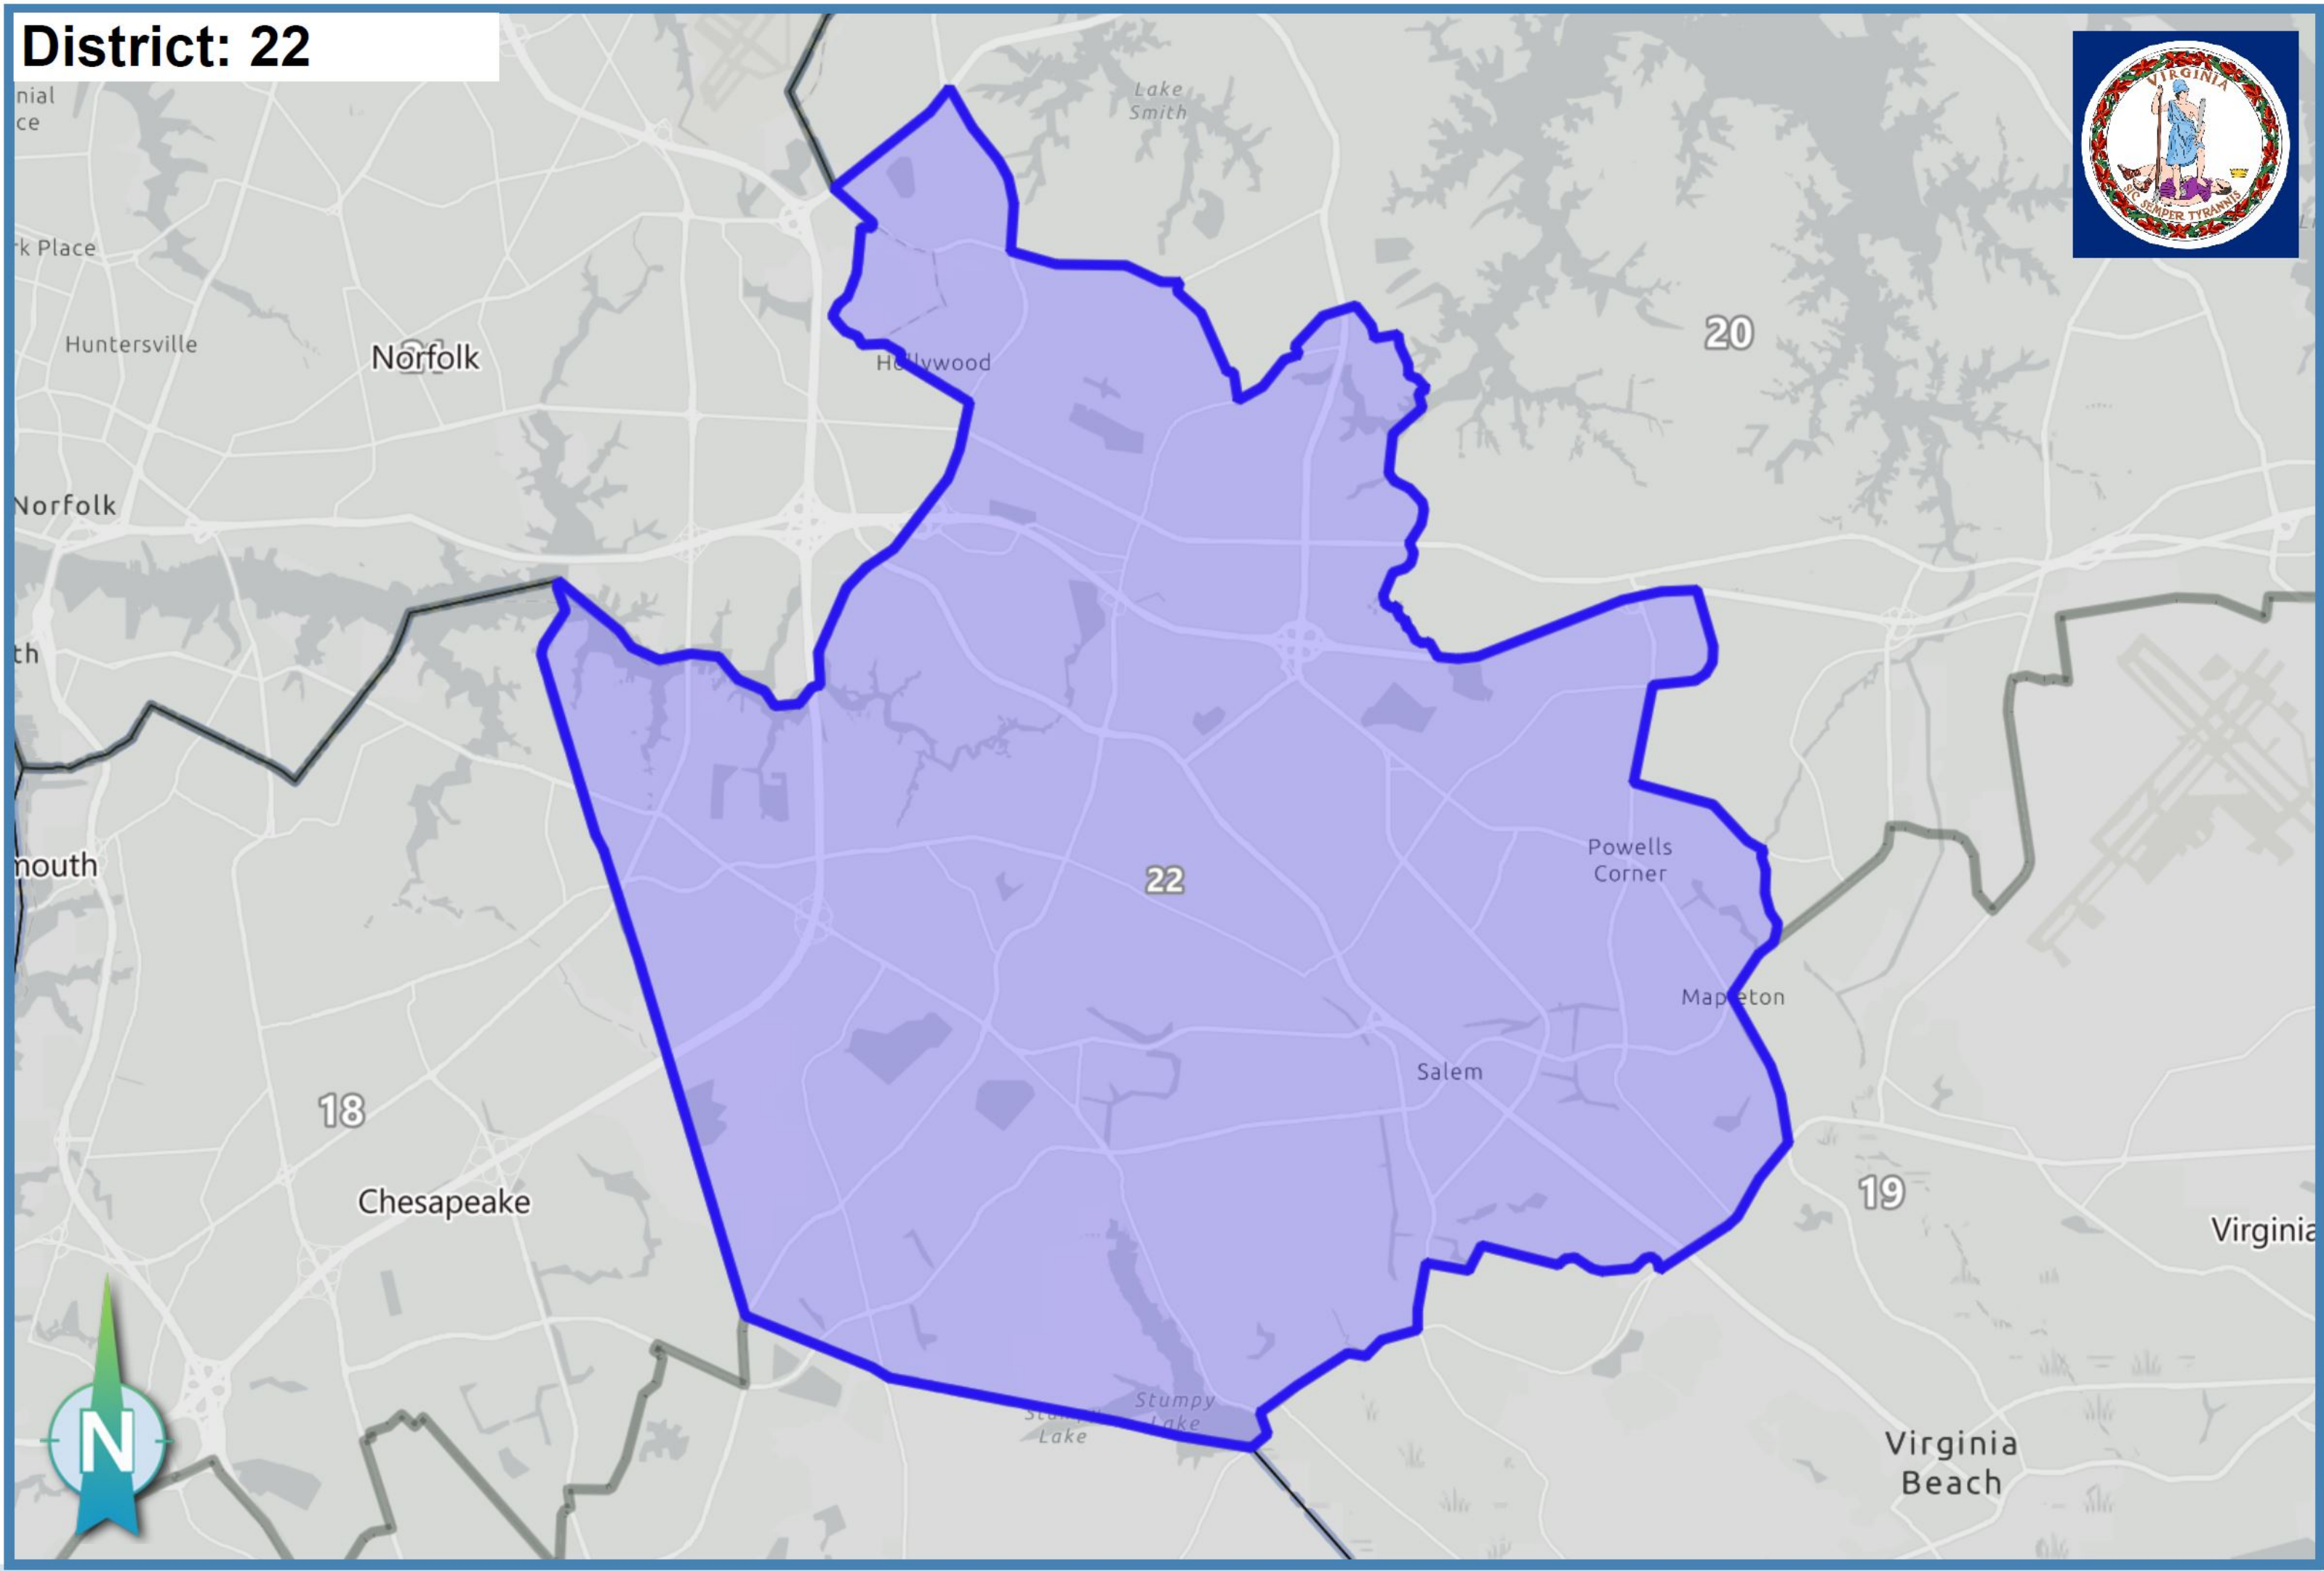 District: 22
nial
ce
Lake
Smith
VIRGINIA
SIC SEMPER TYRANNIS
k Place
20
Huntersville
Norfolk
Hollywood
Norfolk
th
Powells
Corner
mouth
22
Mapleton
Salem
18
19
Chesapeake
Virginia
Stumpy
Lake
Stumpy
Lake
Virginia
Beach
N